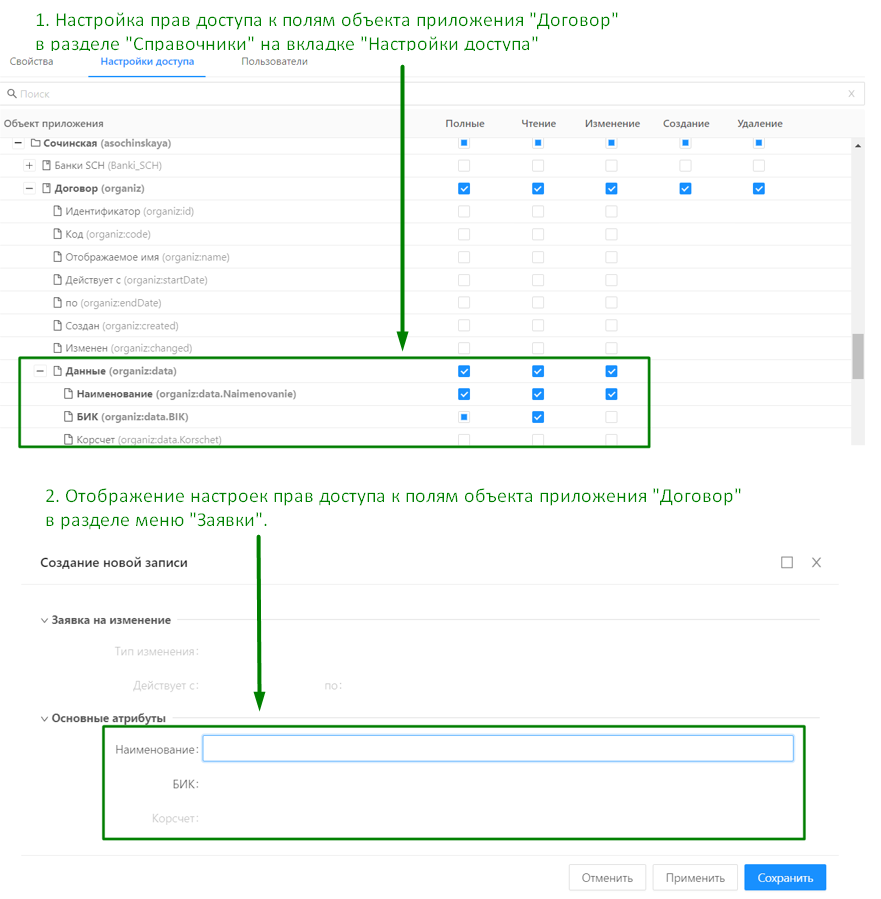 1. Настройка прав доступа к полям объекта приложения "Договор"
в разделе "Справочники" на вкладке "Настройки доступа"
Свойства Настройки доступа Пользователи
Поиск X
Объект приложения Полные Чтение Изменение Создание Удаление
Сочинская (asochinskaya)
Банки SCH (Banki_SCH)
Договор (organiz)
Идентификатор (organiz:id)
Код (organiz:code)
Отображаемое имя (organiz:name)
Действует с (organiz:startDate)
по (organiz:endDate)
Создан (organiz:created)
Изменен (organiz:changed)
Данные (organiz:data)
Наименование (organiz:data.Naimenovanie)
БИК (organiz:data.BIK)
Корсчет (organiz:data.Korschet)
2. Отображение настроек прав доступа к полям объекта приложения "Договор"
в разделе меню "Заявки".
Создание новой записи
Заявка на изменение
Тип изменения:
Действует с: по:
Основные атрибуты
Наименование:
БИК:
Корсчет:
Отменить Применить Сохранить